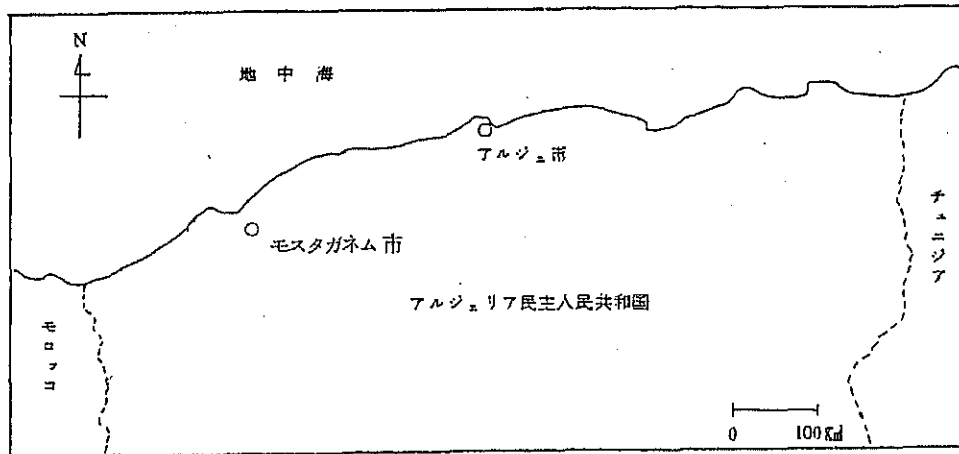 N
地中海
アルジェ市
チュニジア
モスタガネム市
アルジェリア民主人民共和国
モロッコ
0 100Km